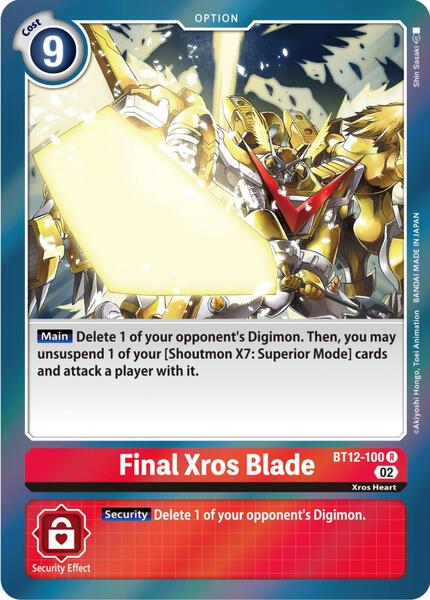 OPTION
Cost
9
Shin Sasaki
©Akiyoshi Hongo, Toei Animation BANDAI MADE IN JAPAN
Main Delete 1 of your opponent's Digimon. Then, you may
unsuspend 1 of your [Shoutmon X7: Superior Mode] cards
and attack a player with it.
Final Xros Blade
BT12-100 R
02
Xros Heart
Security Delete 1 of your opponent's Digimon.
Security Effect